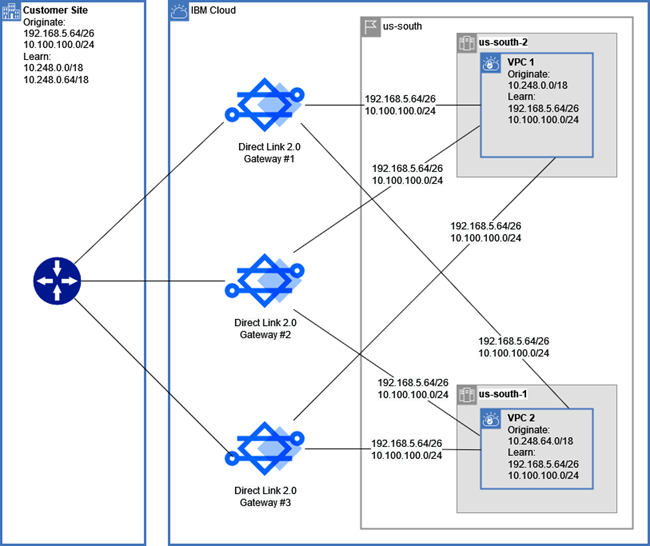 Customer Site
Originate:
192.168.5.64/26
10.100.100.0/24
Learn:
10.248.0.0/18
10.248.0.64/18
IBM Cloud
us-south
us-south-2
VPC 1
Originate:
10.248.0.0/18
Learn:
192.168.5.64/26
10.100.100.0/24
192.168.5.64/26
10.100.100.0/24
Direct Link 2.0
Gateway #1
192.168.5.64/26
10.100.100.0/24
192.168.5.64/26
10.100.100.0/24
Direct Link 2.0
Gateway #2
192.168.5.64/26
10.100.100.0/24
192.168.5.64/26
10.100.100.0/24
us-south-1
VPC 2
Originate:
10.248.64.0/18
Learn:
192.168.5.64/26
10.100.100.0/24
192.168.5.64/26
10.100.100.0/24
Direct Link 2.0
Gateway #3